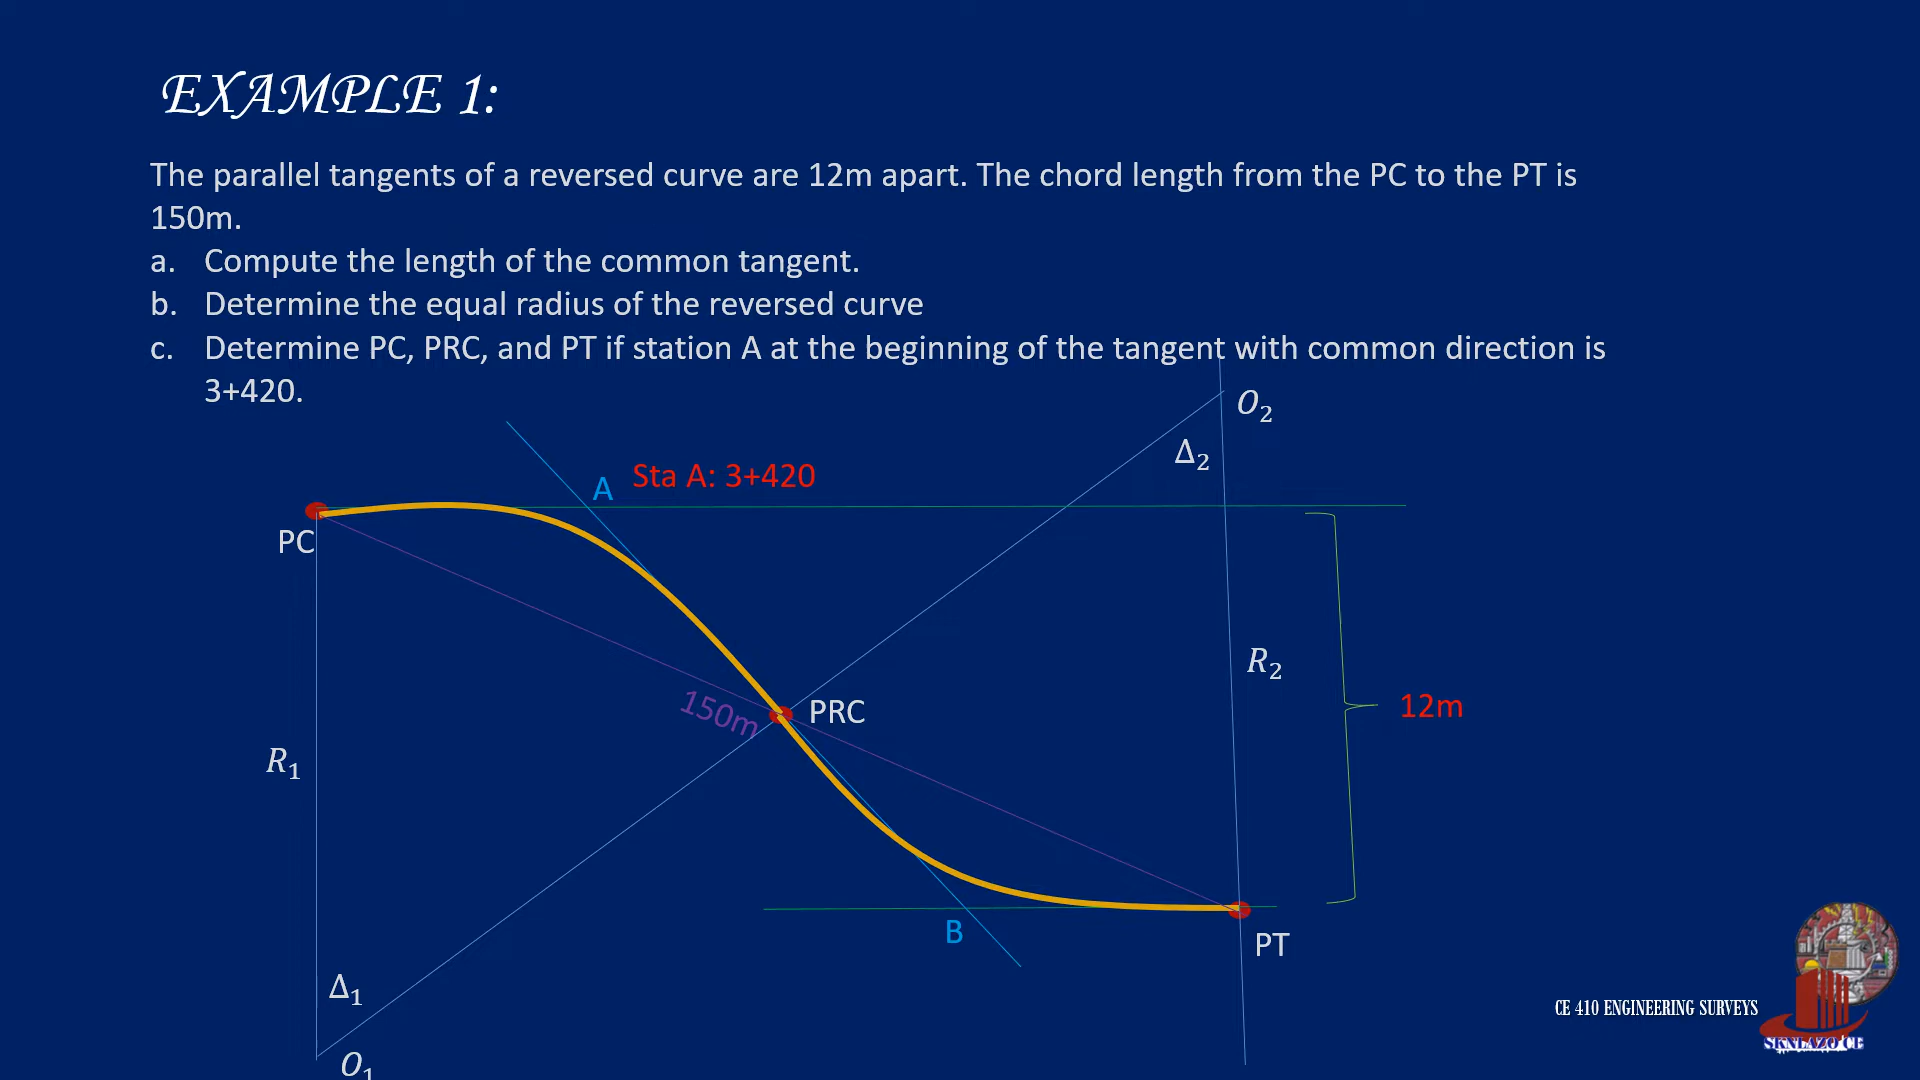 EXAMPLE 1:
The parallel tangents of a reversed curve are 12m apart. The chord length from the PC to the PT is
150m.
a. Compute the length of the common tangent.
b. Determine the equal radius of the reversed curve
c. Determine PC, PRC, and PT if station A at the beginning of the tangent with common direction is
3+420.
O₂
Δ₂
A Sta A: 3+420
PC
R₂
150m
PRC
12m
R₁
B
PT
Δ₁
O₁
CE 410 ENGINEERING SURVEYS
SKNLAZO CE